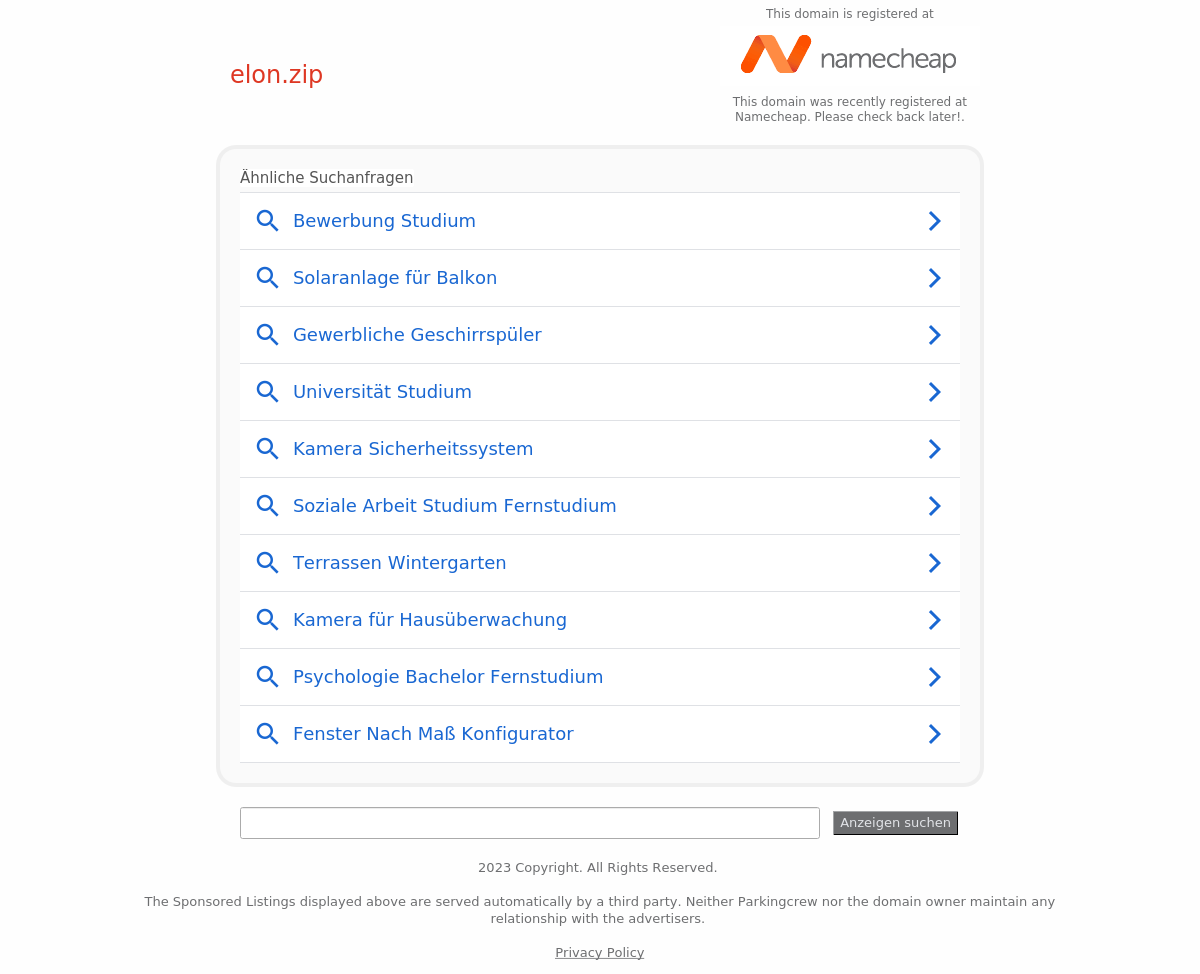 This domain is registered at
namecheap
elon.zip
This domain was recently registered at
Namecheap. Please check back later!.
Ähnliche Suchanfragen
Bewerbung Studium
Solaranlage für Balkon
Gewerbliche Geschirrspüler
Universität Studium
Kamera Sicherheitssystem
Soziale Arbeit Studium Fernstudium
Terrassen Wintergarten
Kamera für Hausüberwachung
Psychologie Bachelor Fernstudium
Fenster Nach Maß Konfigurator
Anzeigen suchen
2023 Copyright. All Rights Reserved.
The Sponsored Listings displayed above are served automatically by a third party. Neither Parkingcrew nor the domain owner maintain any
relationship with the advertisers.
Privacy Policy